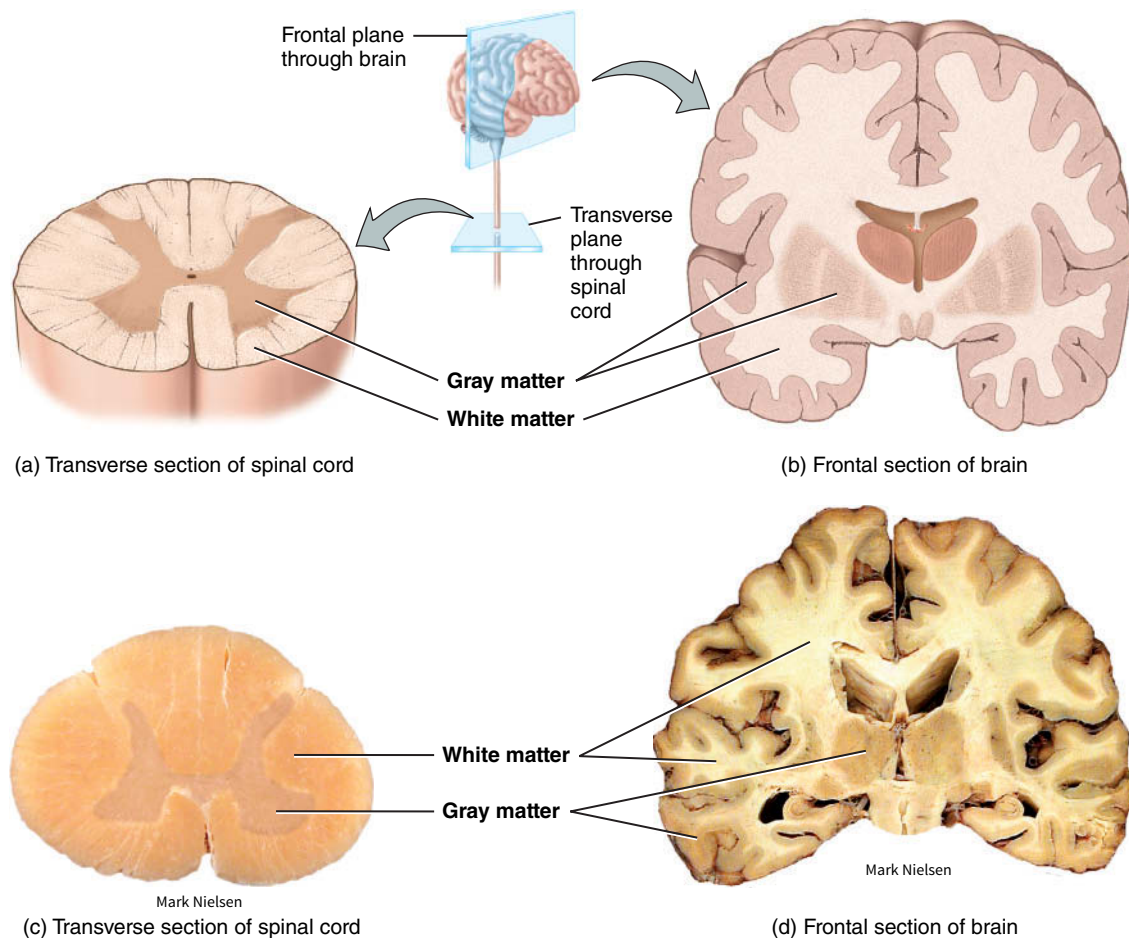 Frontal plane
through brain
Transverse
plane
through
spinal
cord
Gray matter
White matter
(a) Transverse section of spinal cord
(b) Frontal section of brain
White matter
Gray matter
Mark Nielsen
Mark Nielsen
(c) Transverse section of spinal cord
(d) Frontal section of brain